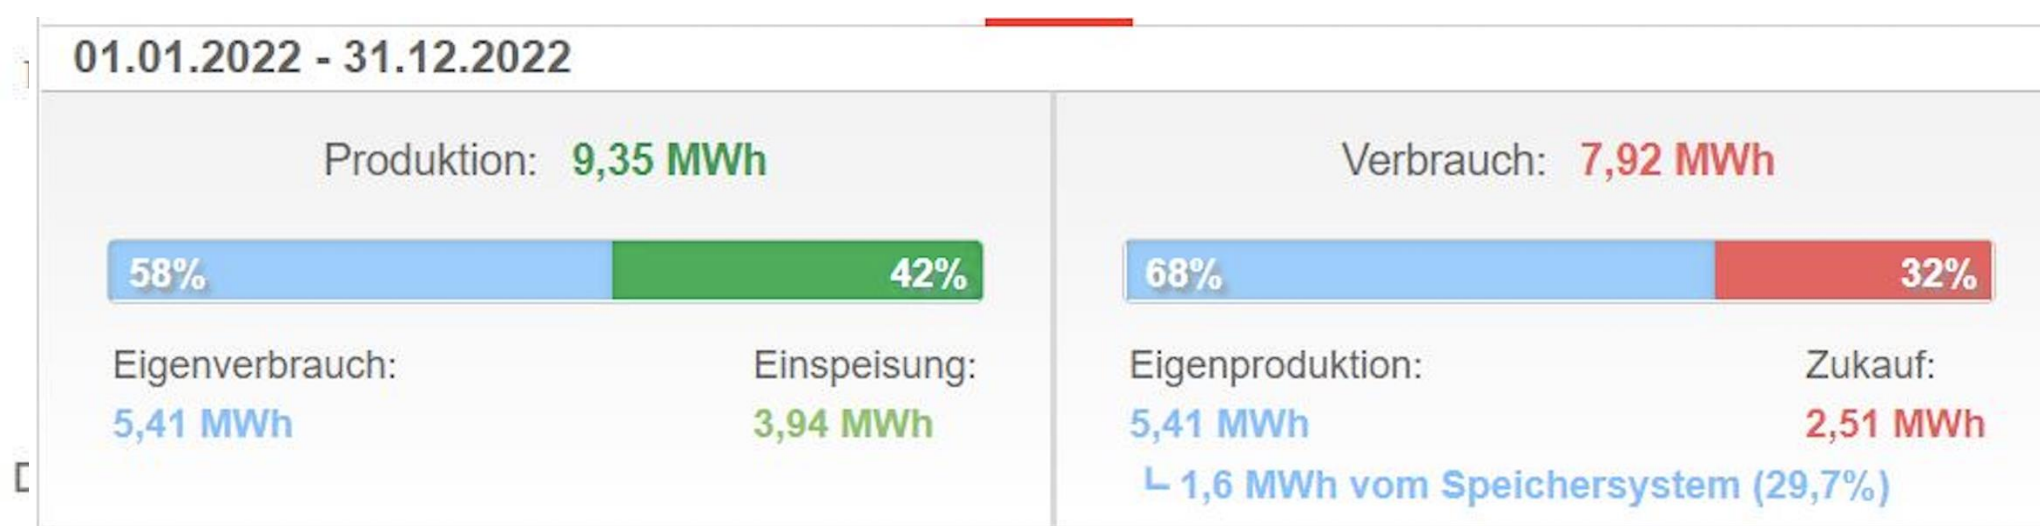 01.01.2022 - 31.12.2022
Produktion: 9,35 MWh
58% 42%
Eigenverbrauch: Einspeisung:
5,41 MWh 3,94 MWh
Verbrauch: 7,92 MWh
68% 32%
Eigenproduktion: Zukauf:
5,41 MWh 2,51 MWh
1,6 MWh vom Speichersystem (29,7%)